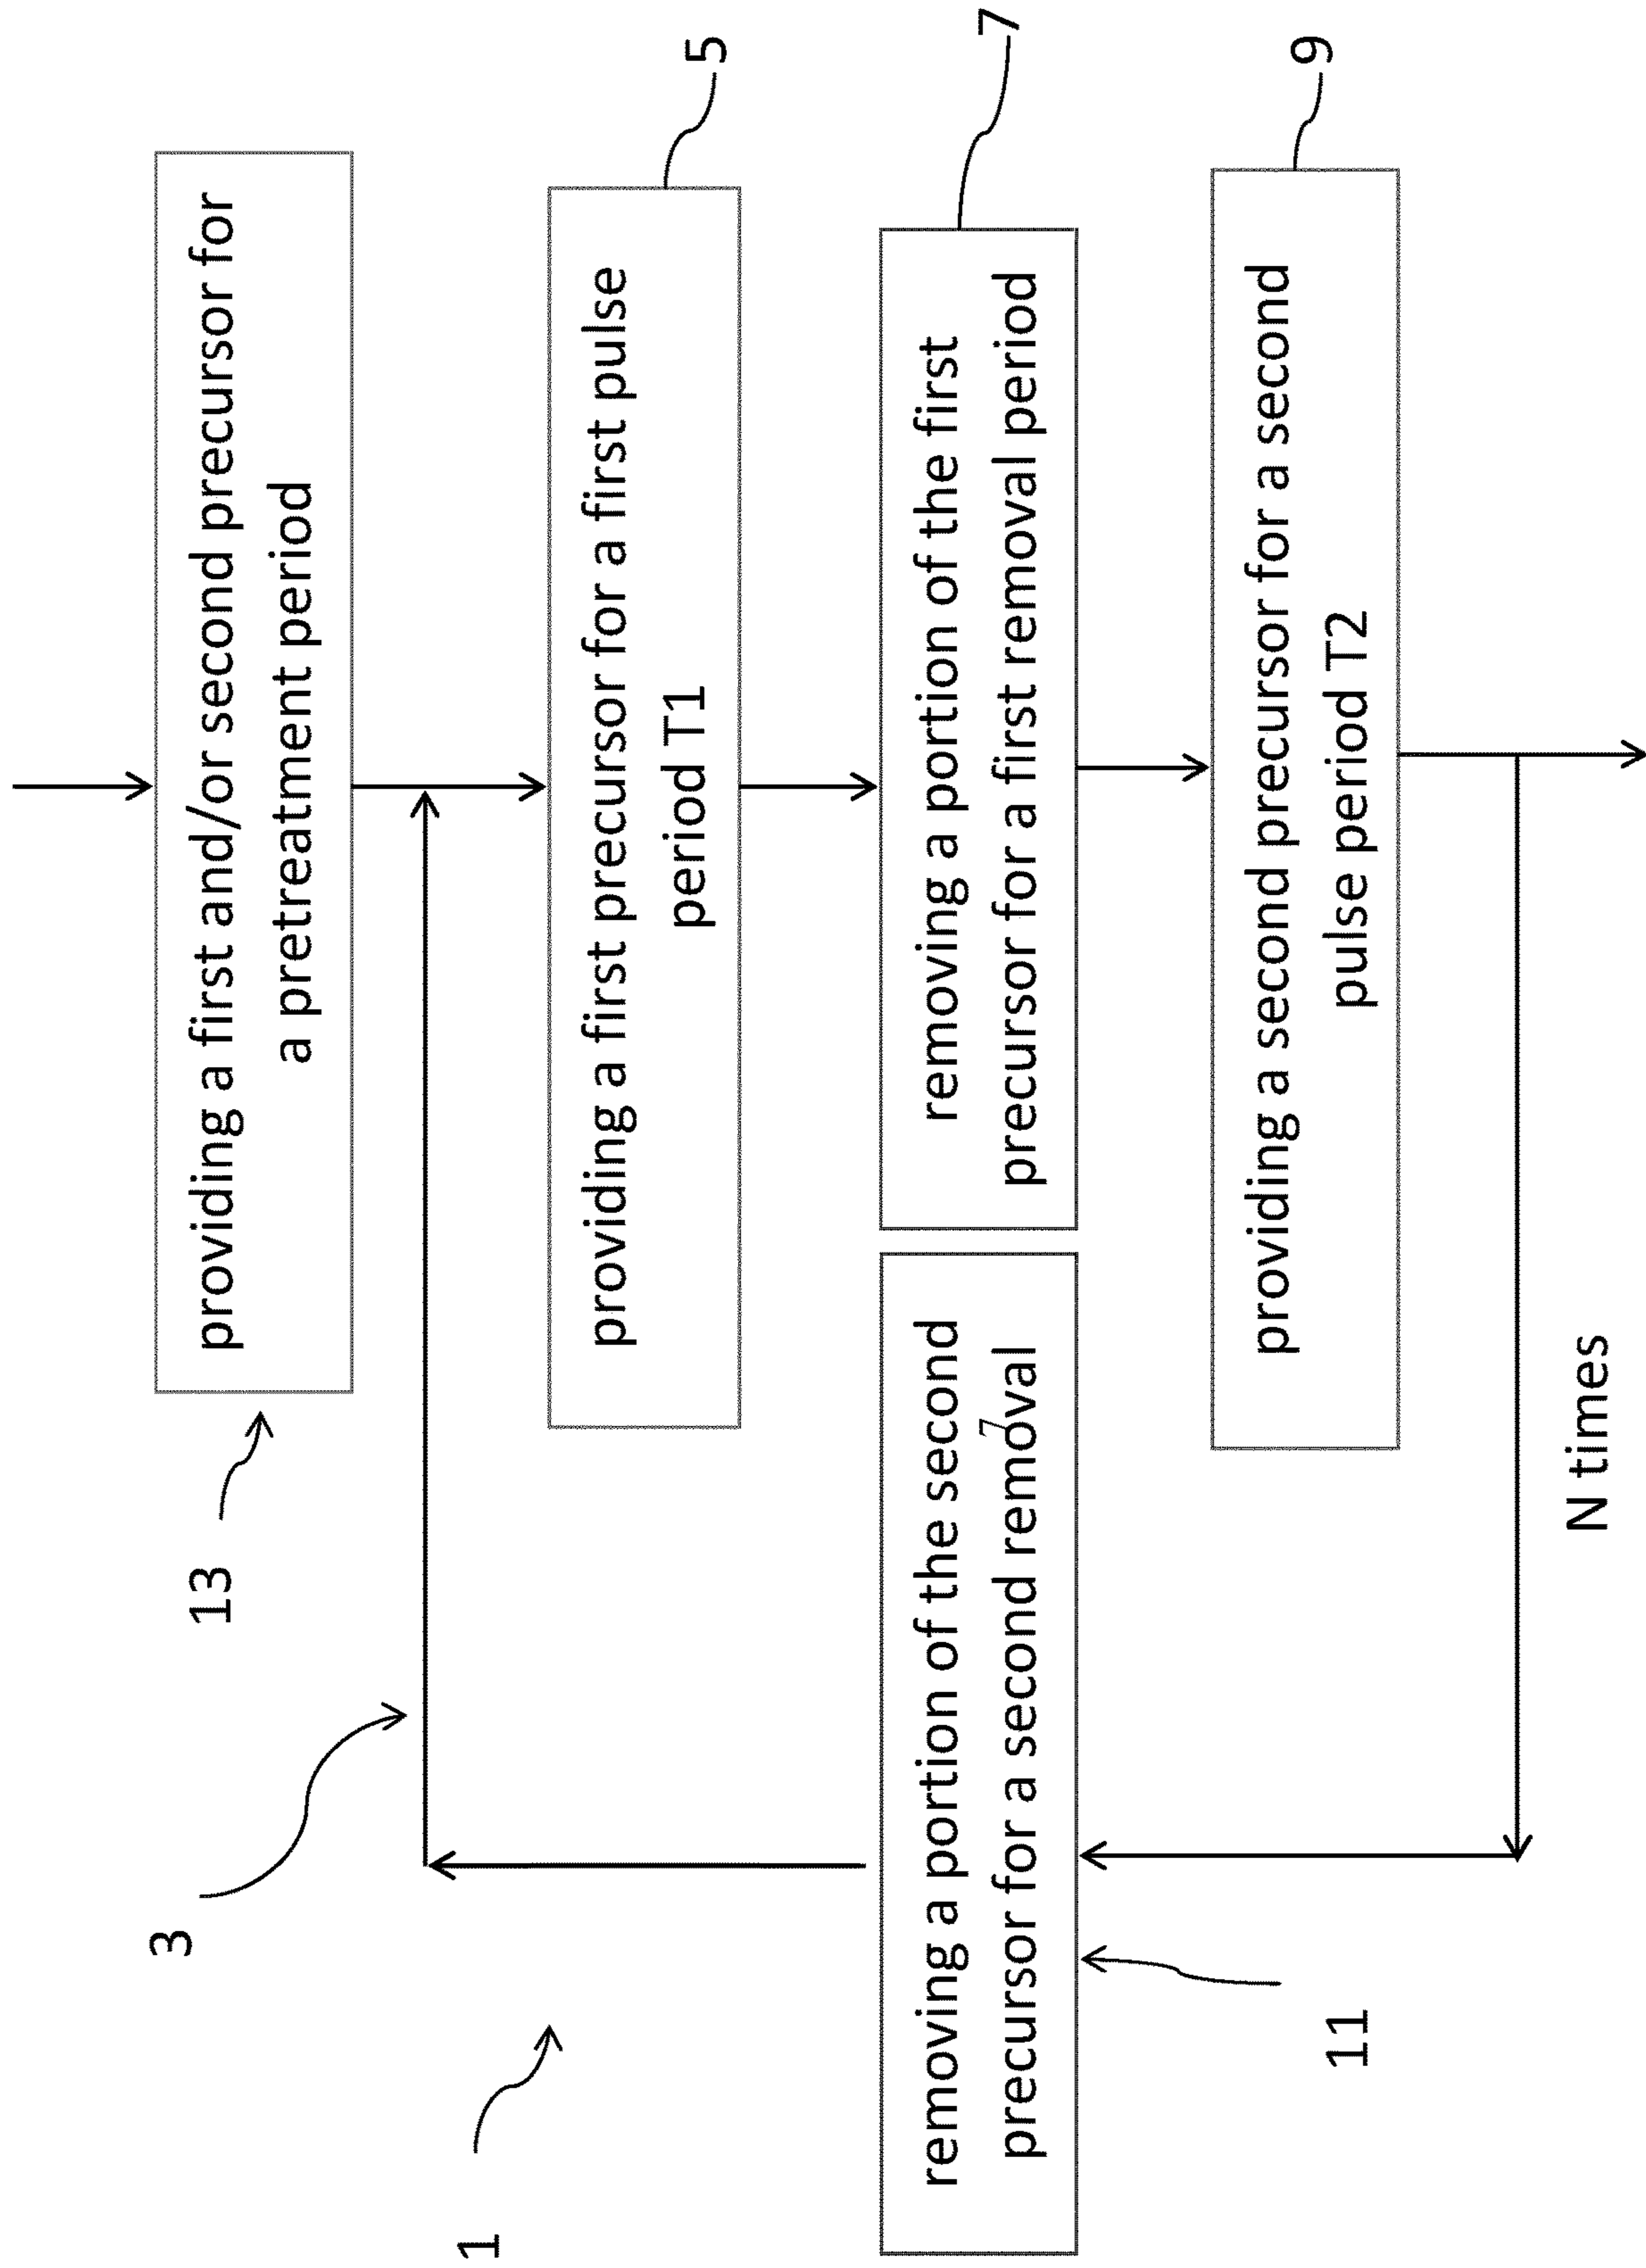 13
providing a first and/or second precursor for
a pretreatment period
3
1
providing a first precursor for a first pulse
period T1
5
removing a portion of the second
precursor for a second removal
7
removing a portion of the first
precursor for a first removal period
7
11
providing a second precursor for a second
pulse period T2
9
N times